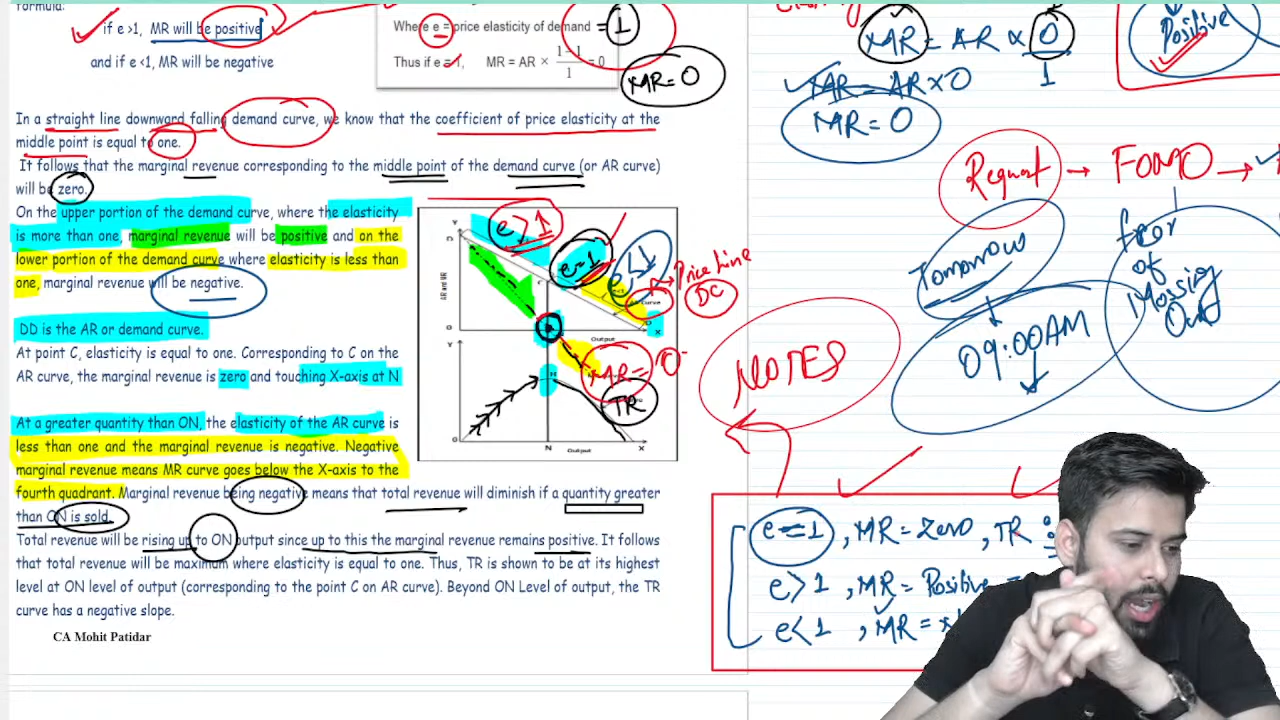 formula:
if e >1, MR will be positive
and if e <1, MR will be negative
Where e = price elasticity of demand = 1
Thus if e = 1, MR = AR × 1-1/1 = 0
MR=0
In a straight line downward falling demand curve, we know that the coefficient of price elasticity at the
middle point is equal to one.
It follows that the marginal revenue corresponding to the middle point of the demand curve (or AR curve)
will be zero.
On the upper portion of the demand curve, where the elasticity
is more than one, marginal revenue will be positive and on the
lower portion of the demand curve where elasticity is less than
one, marginal revenue will be negative.
DD is the AR or demand curve.
At point C, elasticity is equal to one. Corresponding to C on the
AR curve, the marginal revenue is zero and touching X-axis at N
At a greater quantity than ON, the elasticity of the AR curve is
less than one and the marginal revenue is negative. Negative
marginal revenue means MR curve goes below the X-axis to the
fourth quadrant. Marginal revenue being negative means that total revenue will diminish if a quantity greater
than ON is sold.
Total revenue will be rising up to ON output since up to this the marginal revenue remains positive. It follows
that total revenue will be maximum where elasticity is equal to one. Thus, TR is shown to be at its highest
level at ON level of output (corresponding to the point C on AR curve). Beyond ON Level of output, the TR
curve has a negative slope.
CA Mohit Patidar
Y
D
AR and MR
O
e>1
e=1
e<1
Price Line
DC
Curve
D
X
Output
Y
MR=
TR
H
O
N
Output
X
MR = AR × 0/1
MR = AR × 0
MR = 0
Positive
Request → FOMO →
Tomorrow
09:00AM
fear
of
Missing
Out
NOTES
e=1, MR = Zero, TR
e>1, MR = Positive =
e<1, MR =